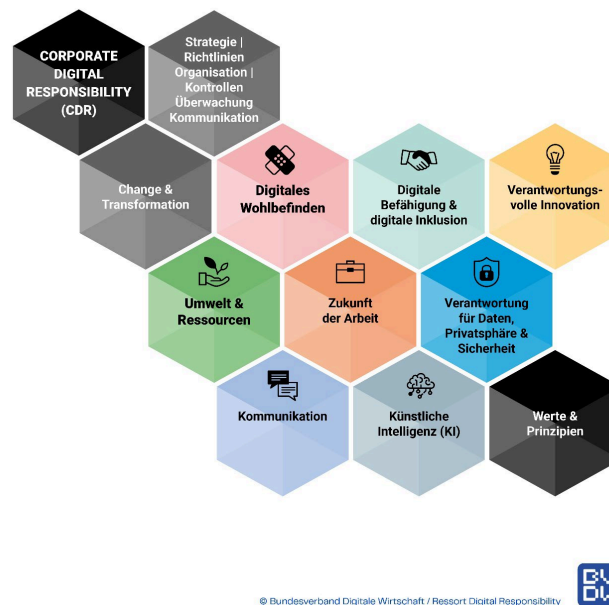 CORPORATE
DIGITAL
RESPONSIBILITY
(CDR)
Strategie |
Richtlinien
Organisation |
Kontrollen
Überwachung
Kommunikation
Change &
Transformation
Digitales
Wohlbefinden
Digitale
Befähigung &
digitale Inklusion
Verantwortungs-
volle Innovation
Umwelt &
Ressourcen
Zukunft
der Arbeit
Verantwortung
für Daten,
Privatsphäre &
Sicherheit
Kommunikation
Künstliche
Intelligenz (KI)
Werte &
Prinzipien
© Bundesverband Digitale Wirtschaft / Ressort Digital Responsibility